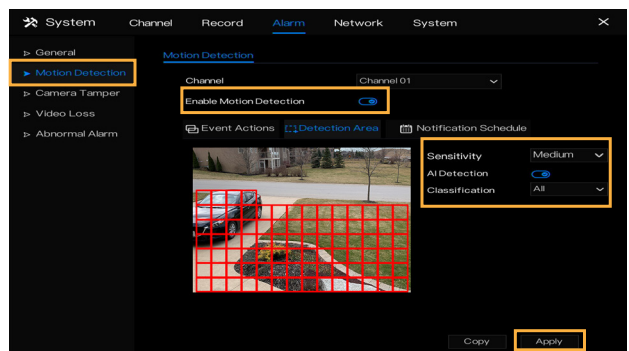 System Channel Record Alarm Network System
General
Motion Detection
Camera Tamper
Video Loss
Abnormal Alarm
Motion Detection
Channel Channel 01
Enable Motion Detection
Event Actions Detection Area Notification Schedule
Sensitivity Medium
AI Detection
Classification All
Copy Apply